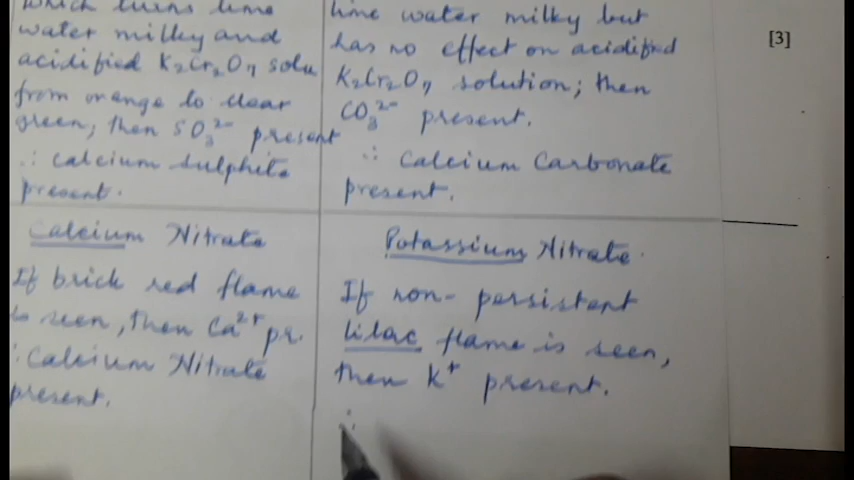 which turns lime
water milky and
acidified K₂Cr₂O₇ solu
from orange to clear
green, then SO₃²⁻ present
∴ calcium sulphite
present.
lime water milky but
has no effect on acidified
K₂Cr₂O₇ solution; then
CO₃²⁻ present.
∴ Calcium Carbonate
present.
[3]
Calcium Nitrate
If brick red flame
is seen, then Ca²⁺ pr.
∴ Calcium Nitrate
present.
Potassium Nitrate.
If non-persistent
lilac flame is seen,
then K⁺ present.
∴